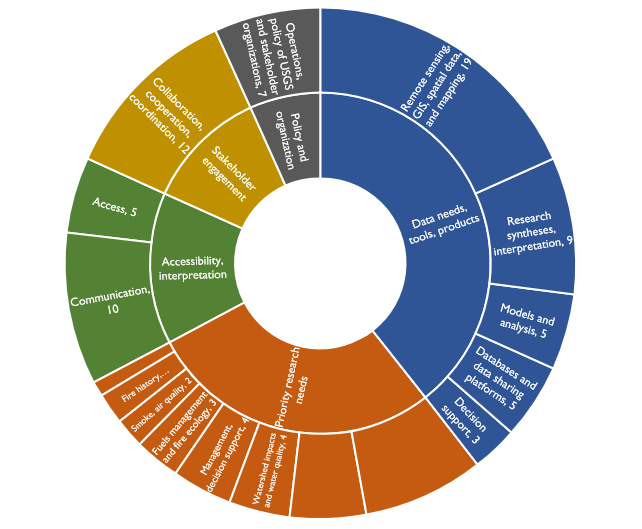 Operations,
policy of USGS
and stakeholder
organizations, 7
Policy and
organization
Remote sensing,
GIS, spatial data,
and mapping, 19
Data needs,
tools, products
Research
syntheses,
interpretation, 9
Models and
analysis, 5
Databases and
data sharing
platforms, 5
Decision
support, 3
Priority research
needs
Watershed impacts
and water quality, 4
Management,
decision support, 4
Fuels management
and fire ecology, 3
Smoke, air quality, 2
Fire history,…
Accessibility,
interpretation
Communication,
10
Access, 5
Stakeholder
engagement
Collaboration,
cooperation,
coordination, 12